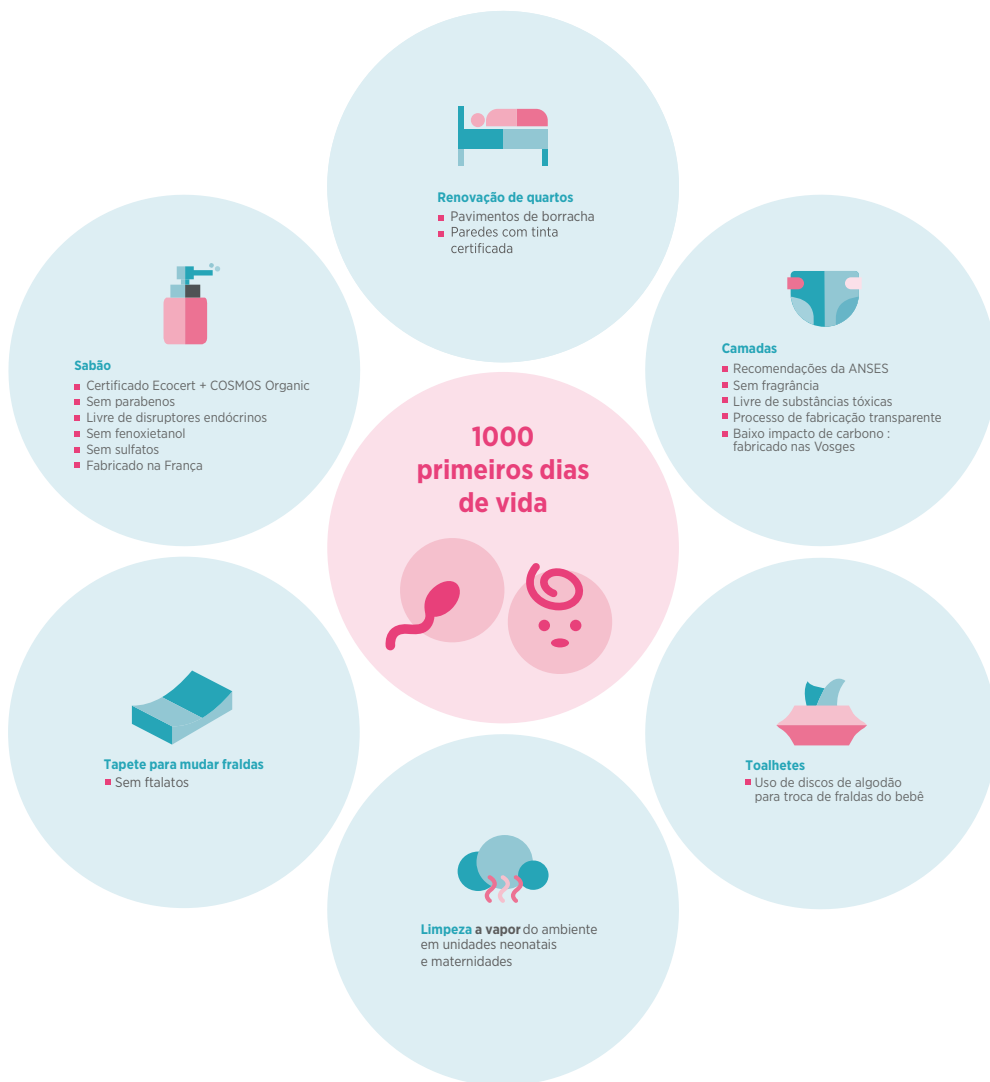 Renovação de quartos
Pavimentos de borracha
Paredes com tinta
certificada
Sabão
Certificado Ecocert + COSMOS Organic
Sem parabenos
Livre de disruptores endócrinos
Sem fenoxietanol
Sem sulfatos
Fabricado na França
Camadas
Recomendações da ANSES
Sem fragrância
Livre de substâncias tóxicas
Processo de fabricação transparente
Baixo impacto de carbono :
fabricado nas Vosges
1000
primeiros dias
de vida
Tapete para mudar fraldas
Sem ftalatos
Toalhetes
Uso de discos de algodão
para troca de fraldas do bebê
Limpeza a vapor do ambiente
em unidades neonatais
e maternidades